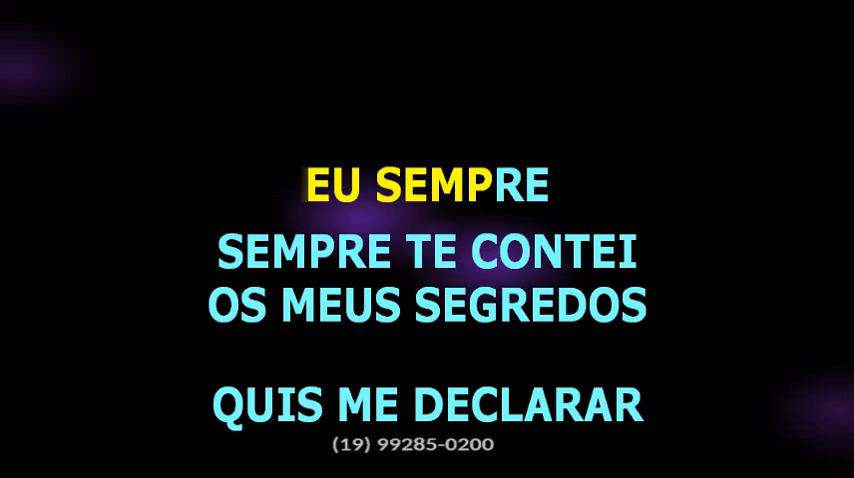 EU SEMPRE
SEMPRE TE CONTEI
OS MEUS SEGREDOS
QUIS ME DECLARAR
(19) 99285-0200